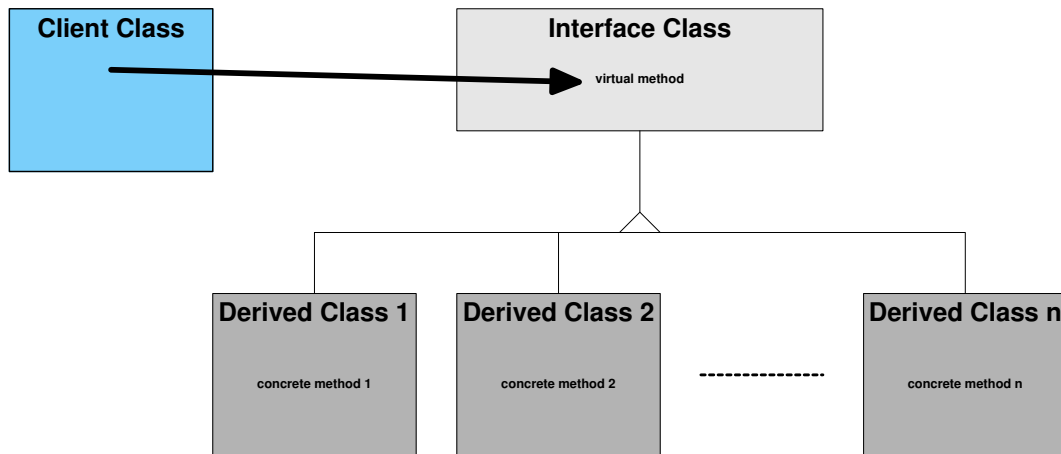 Client Class
Interface Class
virtual method
Derived Class 1
Derived Class 2
Derived Class n
concrete method 1
concrete method 2
concrete method n